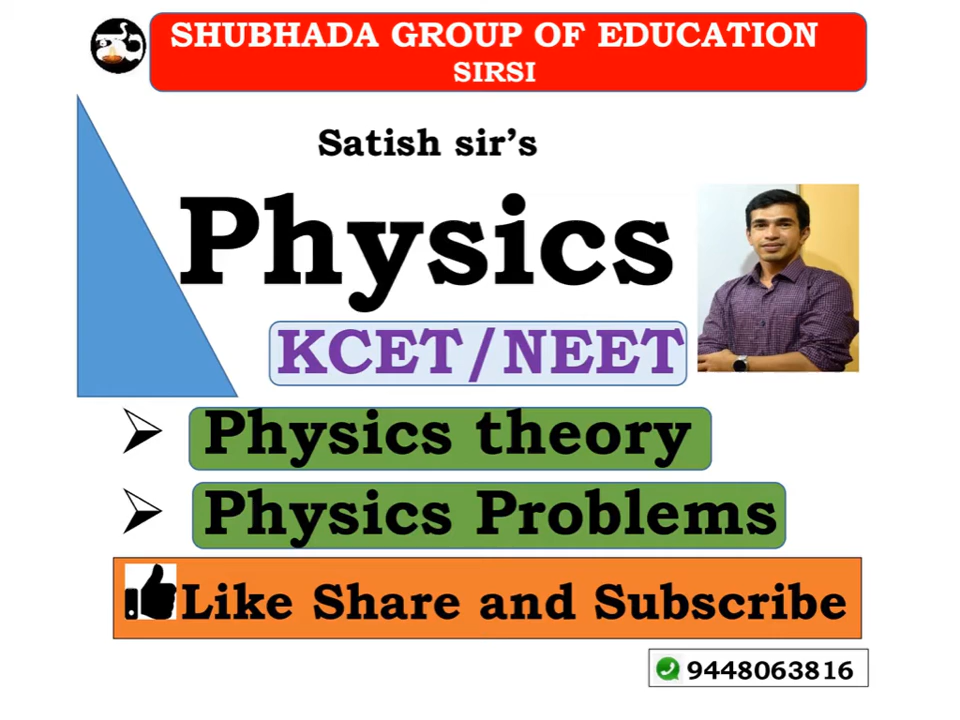 SHUBHADA GROUP OF EDUCATION
SIRSI
Satish sir’s
Physics
KCET/NEET
Physics theory
Physics Problems
Like Share and Subscribe
9448063816